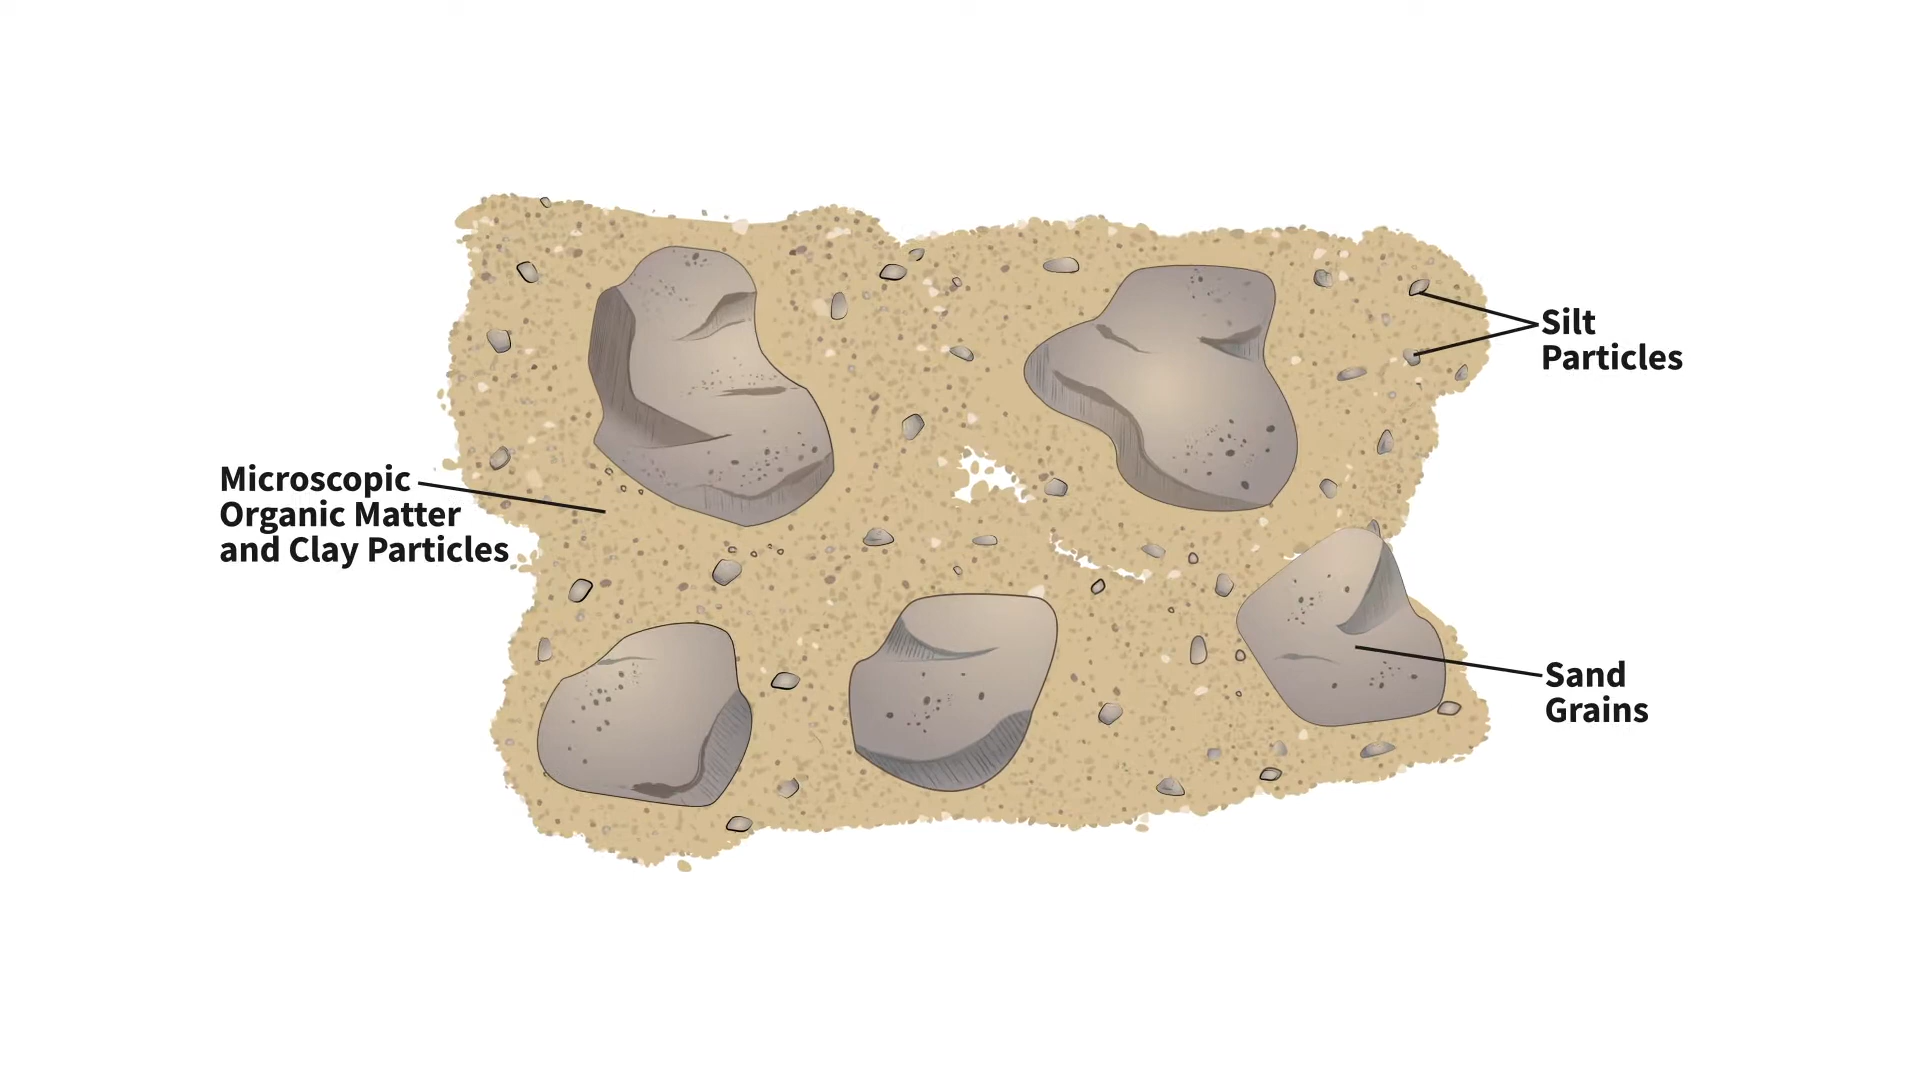 Silt
Particles
Microscopic
Organic Matter
and Clay Particles
Sand
Grains